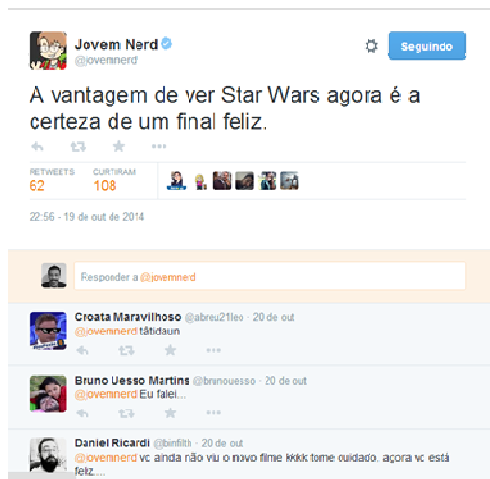 Jovem Nerd
@jovemnerd
Seguindo
A vantagem de ver Star Wars agora é a
certeza de um final feliz.
RETWEETS CURTIRAM
62 108
22:56 - 19 de out de 2014
Responder a @jovemnerd
Croata Maravilhoso @abreu21leo · 20 de out
@jovemnerd tâtidaun
Bruno Uesso Martins @brunouesso · 20 de out
@jovemnerd Eu falei...
Daniel Ricardi @binfilth · 20 de out
@jovemnerd vc ainda não viu o novo filme kkkk tome cuidado. agora vc está
feliz....